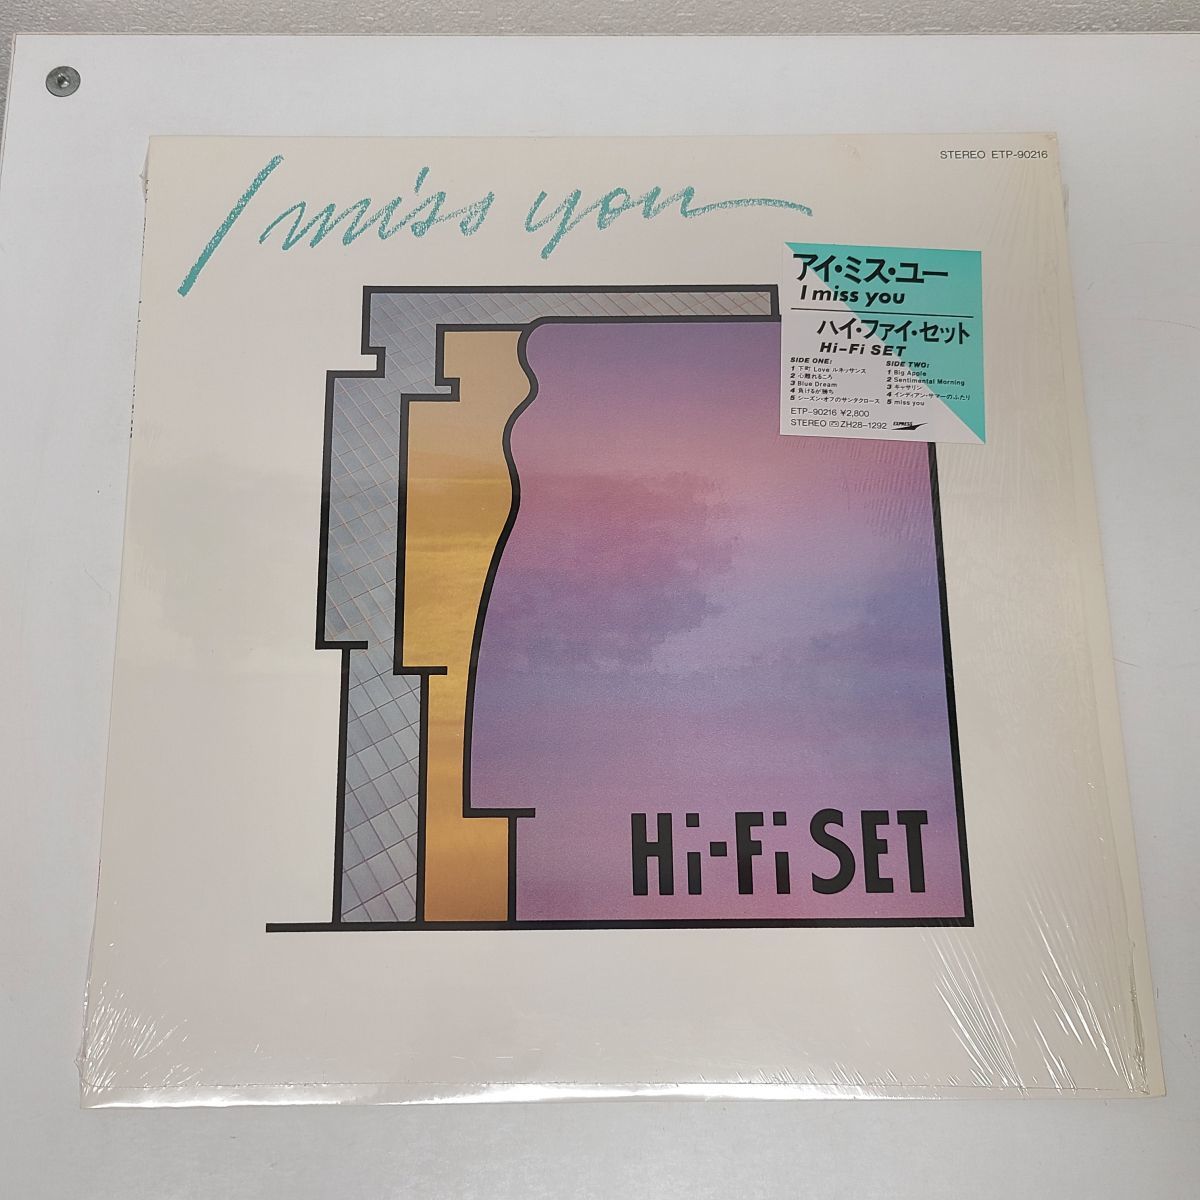 I miss you
STEREO ETP-90216
アイ・ミス・ユー
I miss you
ハイ・ファイ・セット
Hi-Fi SET
SIDE ONE:
1 下町 Love ルネッサンス
2 心離れるころ
3 Blue Dream
4 負けるが勝ち
5 シーズン・オフのサンタクロース
SIDE TWO:
1 Big Apple
2 Sentimental Morning
3 キャサリン
4 インディアン・サマーのふたり
5 miss you
ETP-90216 ¥2,800
STEREO ZH28-1292 EXPRESS
Hi-Fi SET